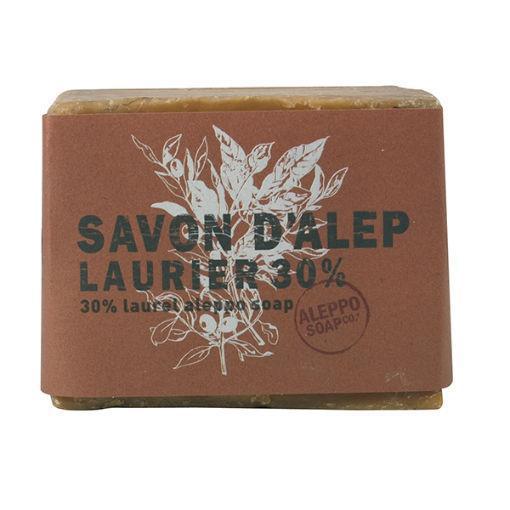 SAVON D'ALEP
LAURIER 30%
30% laurel aleppo soap
ALEPPO
SOAP CO.